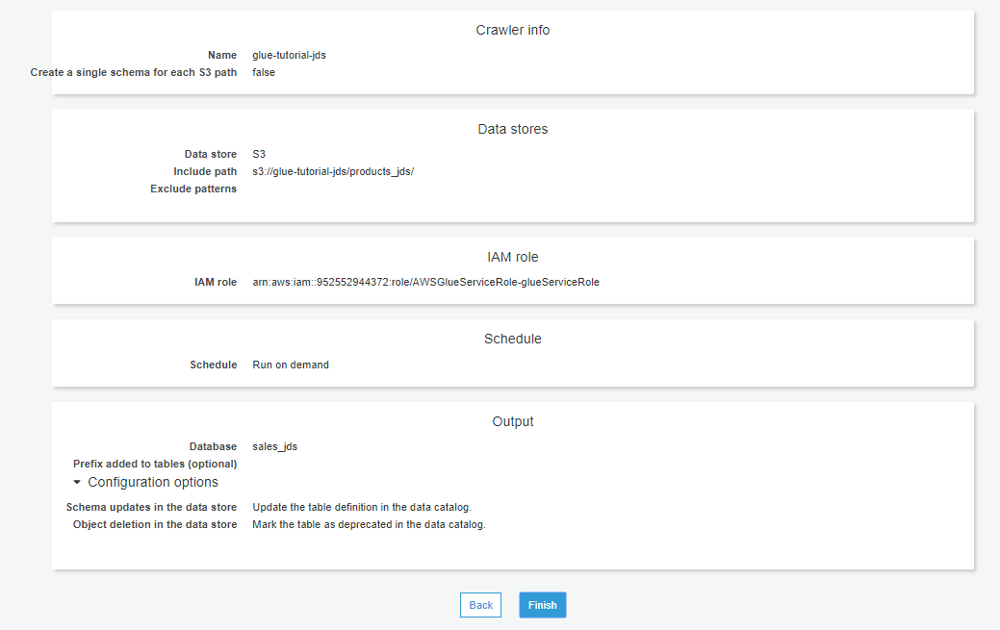 Crawler info
Name glue-tutorial-jds
Create a single schema for each S3 path false
Data stores
Data store S3
Include path s3://glue-tutorial-jds/products_jds/
Exclude patterns
IAM role
IAM role arn:aws:iam::952552944372:role/AWSGlueServiceRole-glueServiceRole
Schedule
Schedule Run on demand
Output
Database sales_jds
Prefix added to tables (optional)
Configuration options
Schema updates in the data store Update the table definition in the data catalog.
Object deletion in the data store Mark the table as deprecated in the data catalog.
Back Finish